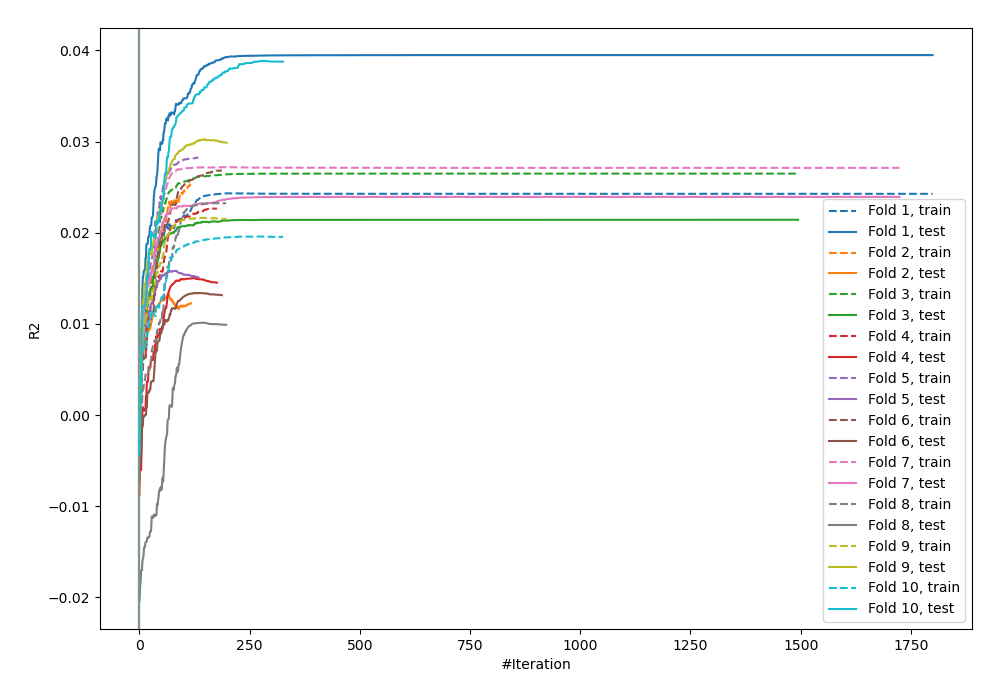 0.04
0.03
0.02
0.01
0.00
−0.01
−0.02
R2
0
250
500
750
1000
1250
1500
1750
#Iteration
Fold 1, train
Fold 1, test
Fold 2, train
Fold 2, test
Fold 3, train
Fold 3, test
Fold 4, train
Fold 4, test
Fold 5, train
Fold 5, test
Fold 6, train
Fold 6, test
Fold 7, train
Fold 7, test
Fold 8, train
Fold 8, test
Fold 9, train
Fold 9, test
Fold 10, train
Fold 10, test